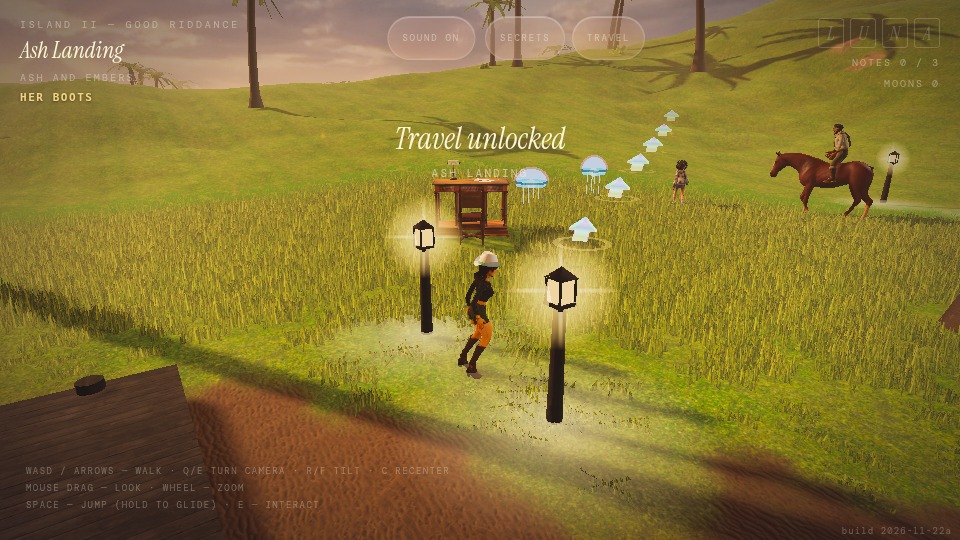 ISLAND II — GOOD RIDDANCE
Ash Landing
ASH AND EMBERS
HER BOOTS
SOUND ON
SECRETS
TRAVEL
L U N A
NOTES 0 / 3
MOONS 0
Travel unlocked
ASH LANDING
WASD / ARROWS — WALK · Q/E TURN CAMERA · R/F TILT · C RECENTER
MOUSE DRAG — LOOK · WHEEL — ZOOM
SPACE — JUMP (HOLD TO GLIDE) · E — INTERACT
build 2026-11-22a